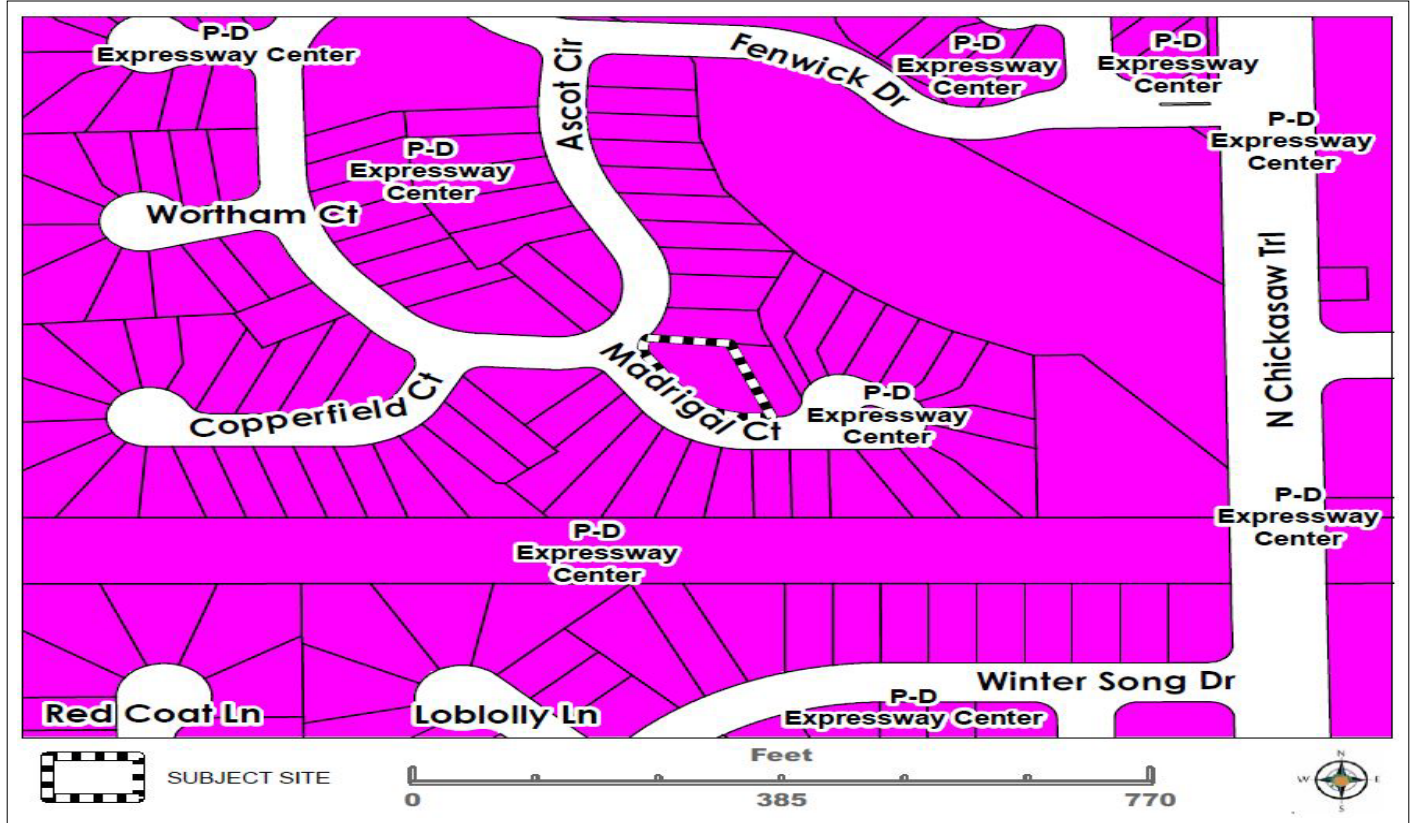 P-D
Expressway Center
Ascot Cir
Fenwick Dr
P-D
Expressway
Center
P-D
Expressway
Center
P-D
Expressway
Center
P-D
Expressway
Center
Wortham Ct
N Chickasaw Trl
Madrigal Ct
Copperfield Ct
P-D
Expressway
Center
P-D
Expressway
Center
P-D
Expressway
Center
Winter Song Dr
P-D
Expressway Center
Red Coat Ln
Loblolly Ln
SUBJECT SITE
Feet
0
385
770
N
W
E
S